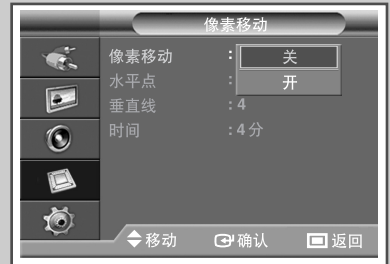 像素移动
像素移动 : 关
水平点 : 开
垂直线 : 4
时间 : 4分
移动 确认 返回